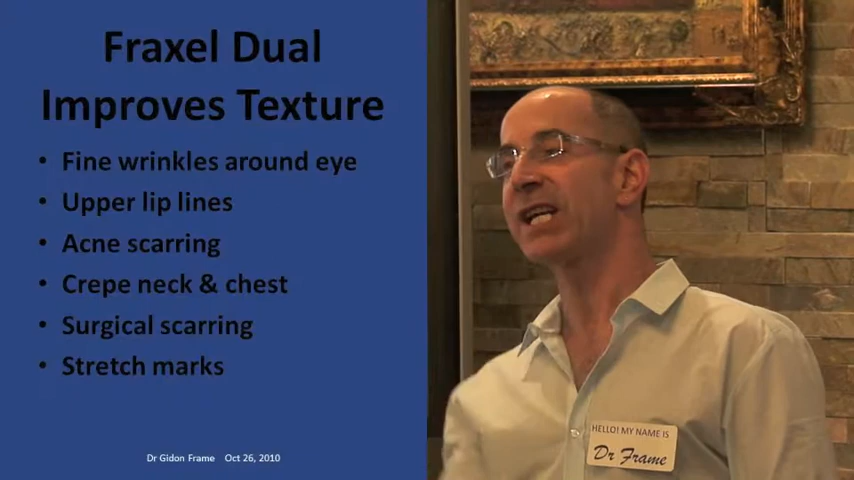 Fraxel Dual
Improves Texture
• Fine wrinkles around eye
• Upper lip lines
• Acne scarring
• Crepe neck & chest
• Surgical scarring
• Stretch marks
Dr Gidon Frame Oct 26, 2010
HELLO! MY NAME IS
Dr Frame